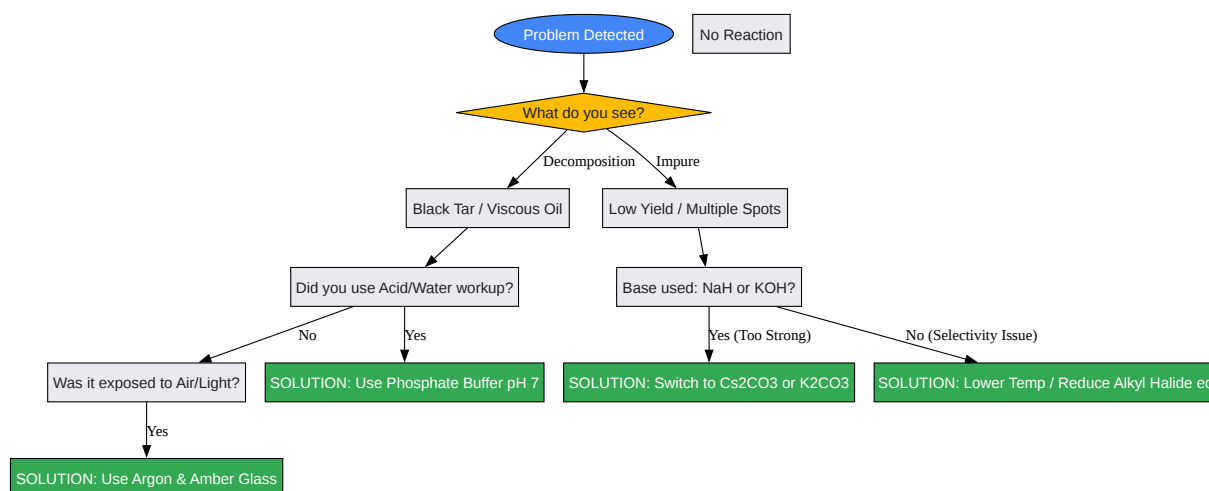 Problem Detected
No Reaction
What do you see?
Decomposition
Impure
Black Tar / Viscous Oil
Low Yield / Multiple Spots
Did you use Acid/Water workup?
Base used: NaH or KOH?
No
Yes
Yes (Too Strong)
No (Selectivity Issue)
Was it exposed to Air/Light?
SOLUTION: Use Phosphate Buffer pH 7
SOLUTION: Switch to Cs2CO3 or K2CO3
SOLUTION: Lower Temp / Reduce Alkyl Halide
Yes
SOLUTION: Use Argon & Amber Glass